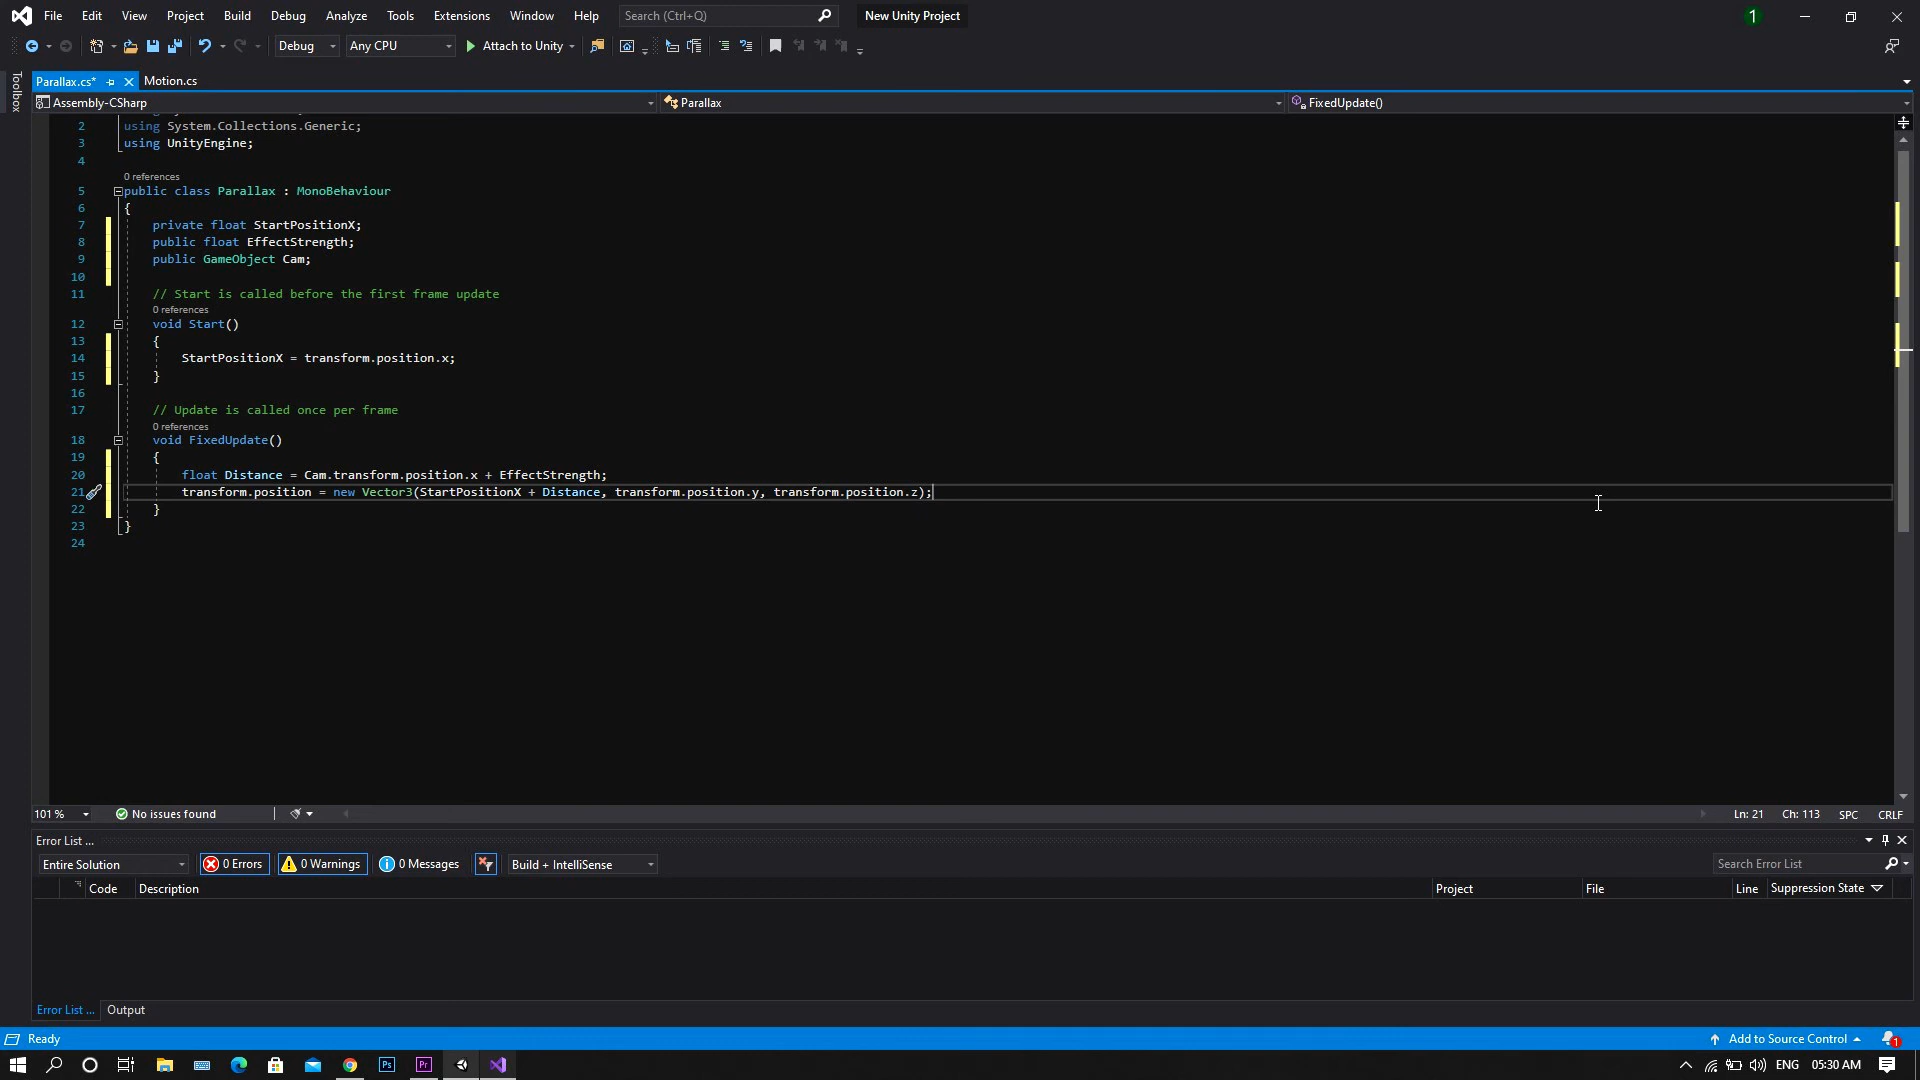 File Edit View Project Build Debug Analyze Tools Extensions Window Help Search (Ctrl+Q) New Unity Project 1
Debug Any CPU Attach to Unity
Toolbox
Parallax.cs* Motion.cs
Assembly-CSharp Parallax FixedUpdate()
2 using System.Collections.Generic;
3 using UnityEngine;
4
0 references
5 public class Parallax : MonoBehaviour
6 {
7 private float StartPositionX;
8 public float EffectStrength;
9 public GameObject Cam;
10
11 // Start is called before the first frame update
0 references
12 void Start()
13 {
14 StartPositionX = transform.position.x;
15 }
16
17 // Update is called once per frame
0 references
18 void FixedUpdate()
19 {
20 float Distance = Cam.transform.position.x + EffectStrength;
21 transform.position = new Vector3(StartPositionX + Distance, transform.position.y, transform.position.z);
22 }
23 }
24
101 % No issues found Ln: 21 Ch: 113 SPC CRLF
Error List ...
Entire Solution 0 Errors 0 Warnings 0 Messages Build + IntelliSense Search Error List
Code Description Project File Line Suppression State
Error List ... Output
Ready Add to Source Control 1
Ps Pr ENG 05:30 AM